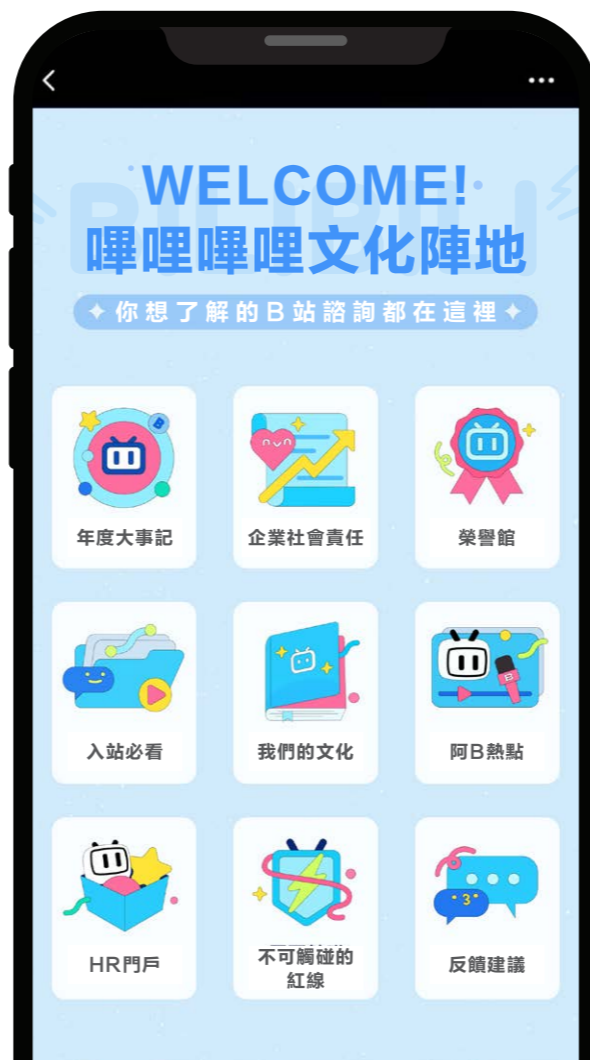 WELCOME!
BILIBILI
嗶哩嗶哩文化陣地
你想了解的B站諮詢都在這裡
年度大事記
企業社會責任
榮譽館
入站必看
我們的文化
阿B熱點
HR門戶
不可觸碰的
紅線
反饋建議